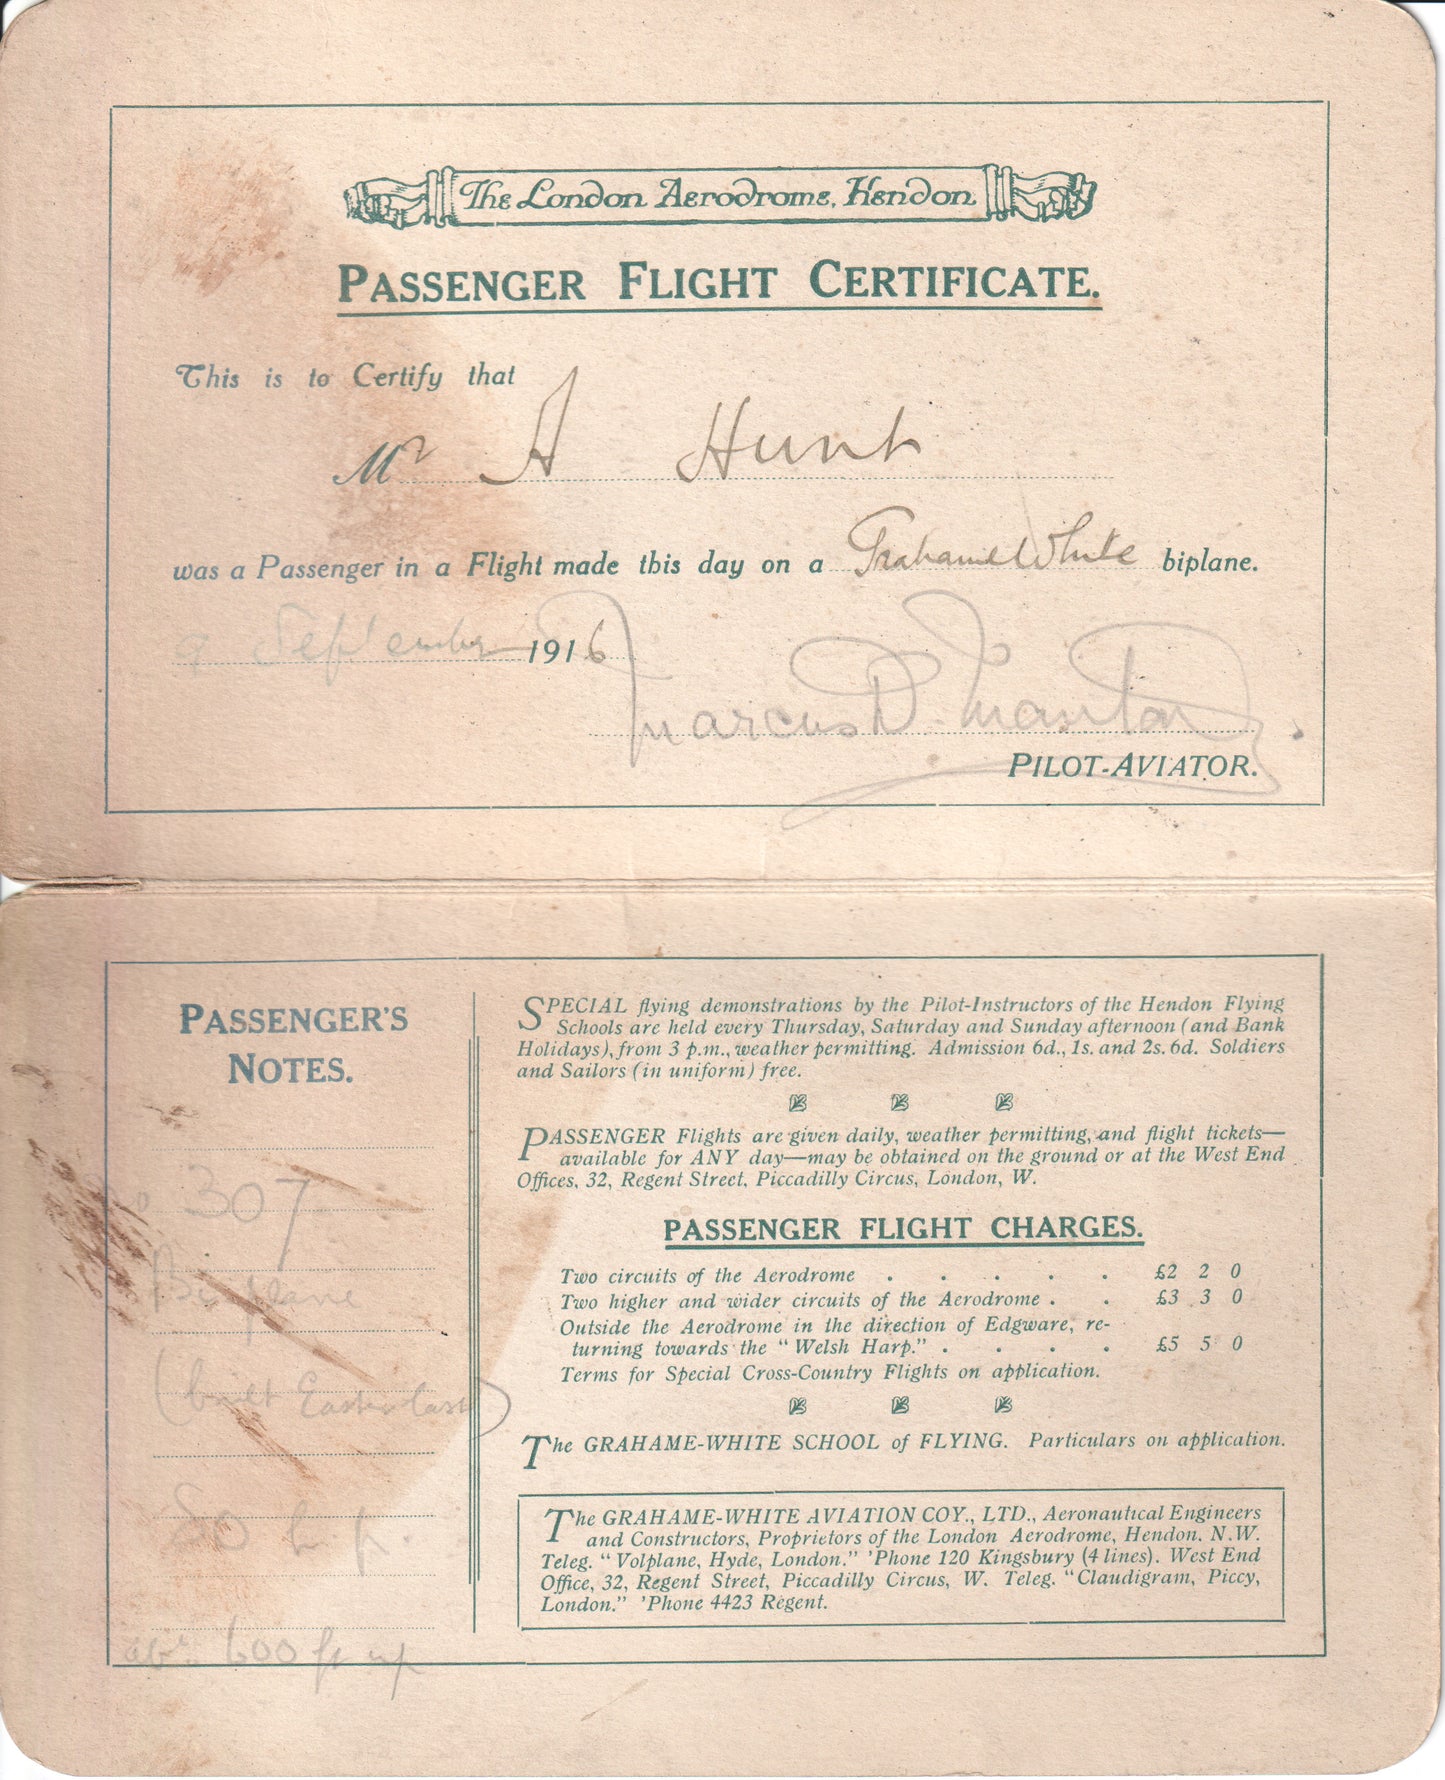 The London Aerodrome, Hendon
PASSENGER FLIGHT CERTIFICATE.
This is to Certify that
Mr A Hunt
was a Passenger in a Flight made this day on a Grahame White biplane.
9 September 1916
Marcus D. Manton.
PILOT-AVIATOR.
PASSENGER'S
NOTES.
307
Biplane
(built Easter last)
80 h p.
abt. 600 ft up
SPECIAL flying demonstrations by the Pilot-Instructors of the Hendon Flying
Schools are held every Thursday, Saturday and Sunday afternoon (and Bank
Holidays), from 3 p.m., weather permitting. Admission 6d., 1s. and 2s. 6d. Soldiers
and Sailors (in uniform) free.
PASSENGER Flights are given daily, weather permitting, and flight tickets—
available for ANY day—may be obtained on the ground or at the West End
Offices, 32, Regent Street, Piccadilly Circus, London, W.
PASSENGER FLIGHT CHARGES.
Two circuits of the Aerodrome . . . . . £2 2 0
Two higher and wider circuits of the Aerodrome . . £3 3 0
Outside the Aerodrome in the direction of Edgware, re-
turning towards the "Welsh Harp." . . . . £5 5 0
Terms for Special Cross-Country Flights on application.
The GRAHAME-WHITE SCHOOL of FLYING. Particulars on application.
The GRAHAME-WHITE AVIATION COY., LTD., Aeronautical Engineers
and Constructors, Proprietors of the London Aerodrome, Hendon. N.W.
Teleg. "Volplane, Hyde, London." 'Phone 120 Kingsbury (4 lines). West End
Office, 32, Regent Street, Piccadilly Circus, W. Teleg. "Claudigram, Piccy,
London." 'Phone 4423 Regent.